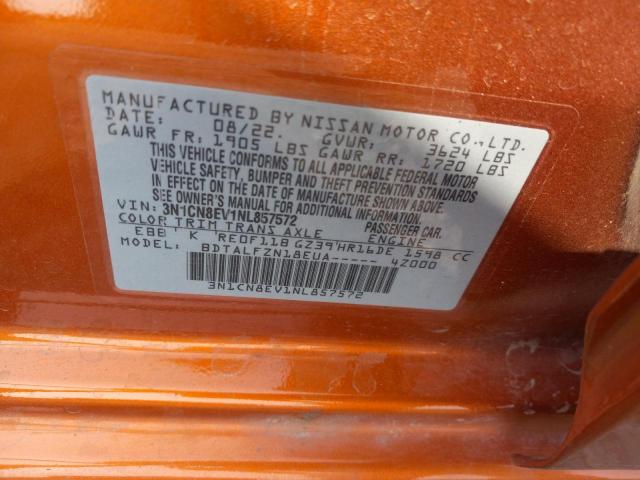 MANUFACTURED BY NISSAN MOTOR CO.,LTD.
DATE: 08/22. GVWR: 3624 LBS
GAWR FR: 1905 LBS GAWR RR: 1720 LBS
THIS VEHICLE CONFORMS TO ALL APPLICABLE FEDERAL MOTOR
VEHICLE SAFETY, BUMPER, AND THEFT PREVENTION STANDARDS
IN EFFECT ON THE DATE OF MANUFACTURE SHOWN ABOVE.
SEE OWNER'S MANUAL FOR ADDITIONAL INFORMATION
VIN: 3N1CN8EV1NL857572 PASSENGER CAR.
COLOR TRIM TRANS AXLE ENGINE
EBB K RE0F11B GZ39 HR16DE 1598 CC
BDTALFZN18EUA----- 42000
3N1CN8EV1NL857572